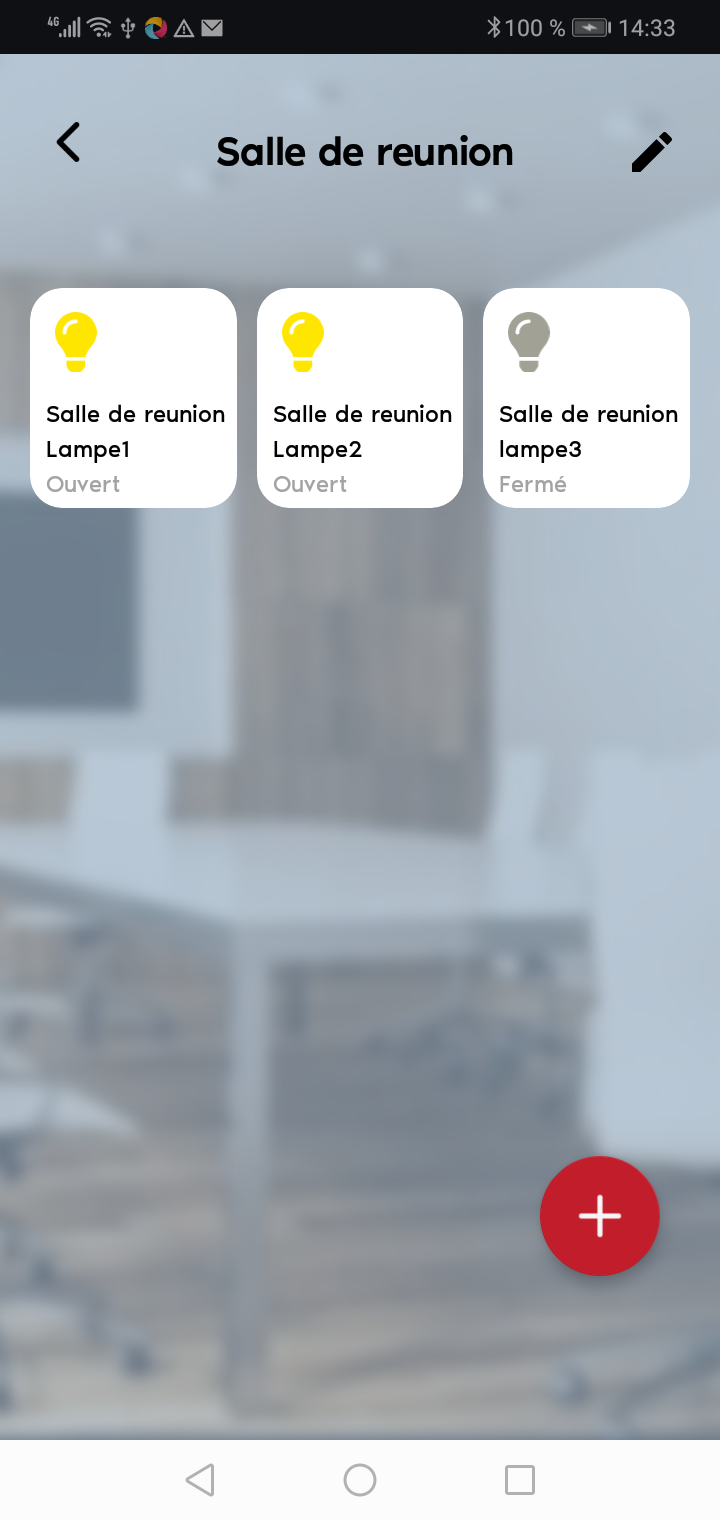 4G 100 % 14:33
Salle de reunion
Salle de reunion
Lampe1
Ouvert
Salle de reunion
Lampe2
Ouvert
Salle de reunion
lampe3
Fermé